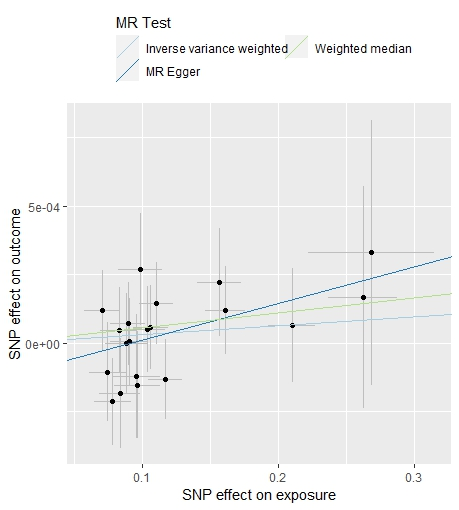 MR Test
Inverse variance weighted Weighted median
MR Egger
5e-04
0e+00
SNP effect on outcome
0.1 0.2 0.3
SNP effect on exposure